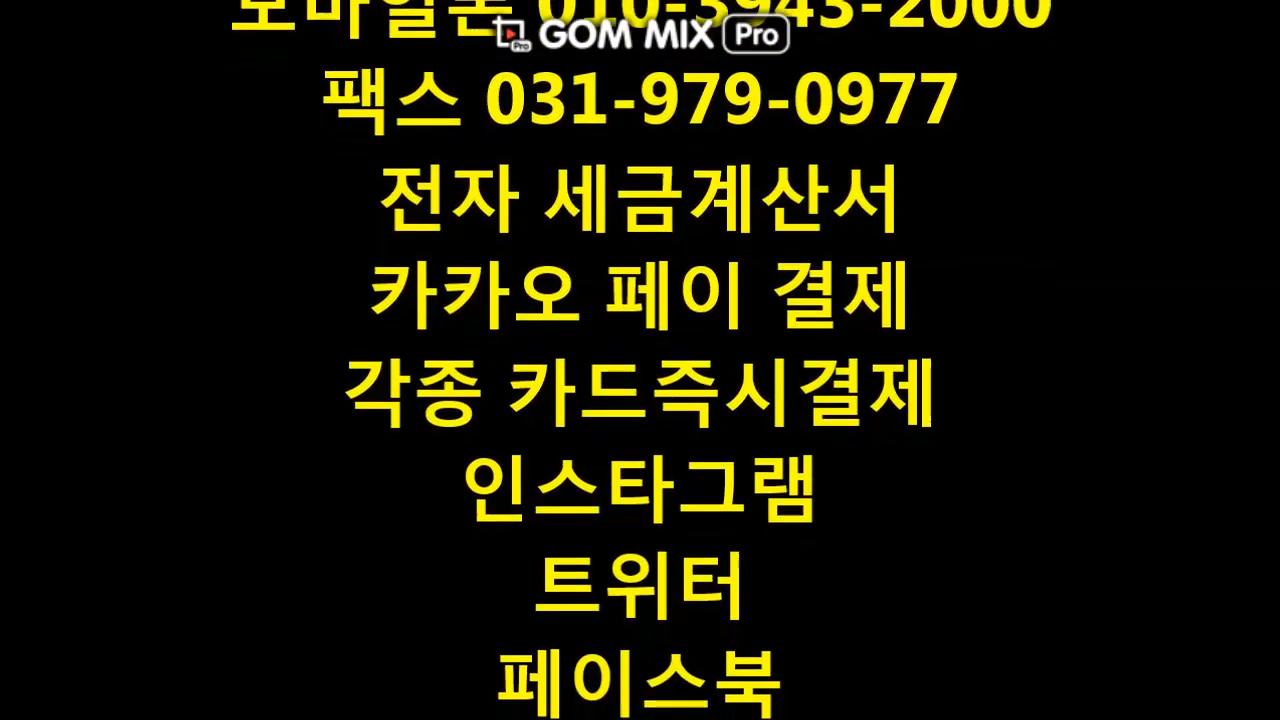 모바일폰 010-3943-2000
GOM MIX Pro
팩스 031-979-0977
전자 세금계산서
카카오 페이 결제
각종 카드즉시결제
인스타그램
트위터
페이스북